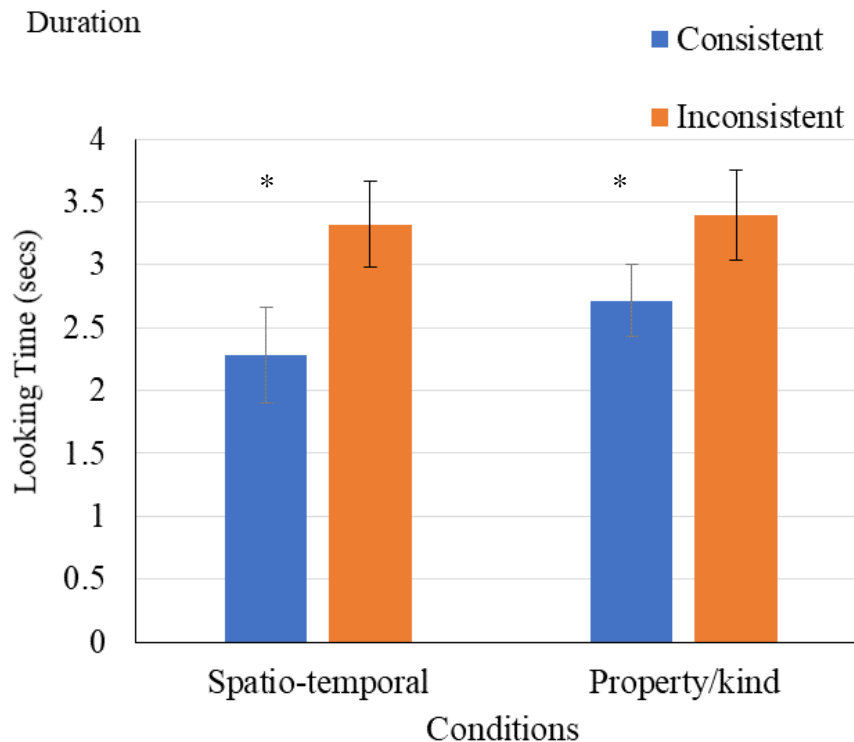 Duration
Consistent
Inconsistent
4
3.5
3
2.5
2
1.5
1
0.5
0
Looking Time (secs)
*
*
Spatio-temporal
Property/kind
Conditions